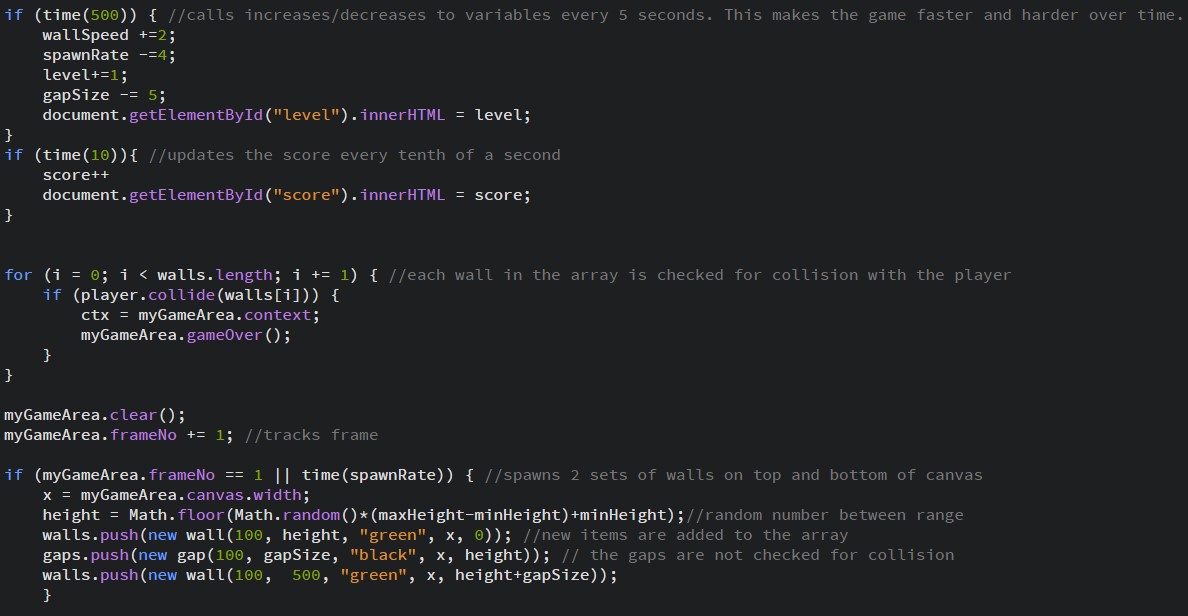 if (time(500)) { //calls increases/decreases to variables every 5 seconds. This makes the game faster and harder over time.
    wallSpeed +=2;
    spawnRate -=4;
    level+=1;
    gapSize -= 5;
    document.getElementById("level").innerHTML = level;
}
if (time(10)){ //updates the score every tenth of a second
    score++
    document.getElementById("score").innerHTML = score;
}
for (i = 0; i < walls.length; i += 1) { //each wall in the array is checked for collision with the player
    if (player.collide(walls[i])) {
        ctx = myGameArea.context;
        myGameArea.gameOver();
    }
}
myGameArea.clear();
myGameArea.frameNo += 1; //tracks frame
if (myGameArea.frameNo == 1 || time(spawnRate)) { //spawns 2 sets of walls on top and bottom of canvas
    x = myGameArea.canvas.width;
    height = Math.floor(Math.random()*(maxHeight-minHeight)+minHeight);//random number between range
    walls.push(new wall(100, height, "green", x, 0)); //new items are added to the array
    gaps.push(new gap(100, gapSize, "black", x, height)); // the gaps are not checked for collision
    walls.push(new wall(100,  500, "green", x, height+gapSize));
    }